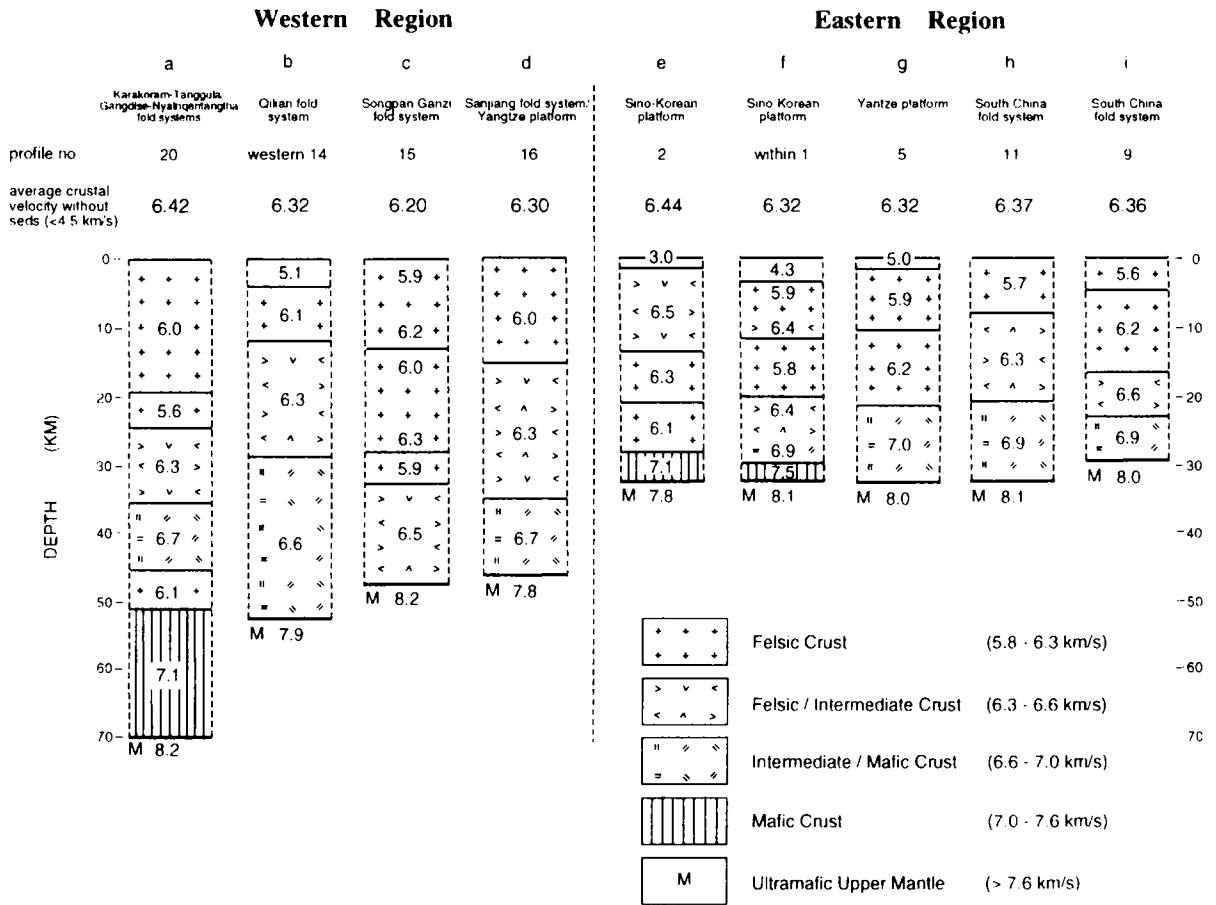 Western Region
Eastern Region
a b c d e f g h i
Karakoram-Tanggula
Gangdise-Nyainqentanglha
fold systems
Qilian fold
system
Songpan Ganzi
fold system
Sanjiang fold system/
Yangtze platform
Sino-Korean
platform
Sino Korean
platform
Yantze platform
South China
fold system
South China
fold system
profile no 20 western 14 15 16 2 within 1 5 11 9
average crustal
velocity without
seds (<4.5 km/s)
6.42 6.32 6.20 6.30 6.44 6.32 6.32 6.37 6.36
DEPTH (KM)
0
10
20
30
40
50
60
70
6.0
5.6
6.3
6.7
6.1
7.1
M 8.2
5.1
6.1
6.3
6.6
M 7.9
5.9
6.2
6.0
6.3
5.9
6.5
M 8.2
6.0
6.3
6.7
M 7.8
3.0
6.5
6.3
6.1
7.1
M 7.8
4.3
5.9
6.4
5.8
6.4
6.9
7.5
M 8.1
5.0
5.9
6.2
7.0
M 8.0
5.7
6.3
6.9
M 8.1
5.6
6.2
6.6
6.9
M 8.0
0
10
20
30
40
50
60
70
Felsic Crust (5.8 - 6.3 km/s)
Felsic / Intermediate Crust (6.3 - 6.6 km/s)
Intermediate / Mafic Crust (6.6 - 7.0 km/s)
Mafic Crust (7.0 - 7.6 km/s)
M Ultramafic Upper Mantle (> 7.6 km/s)